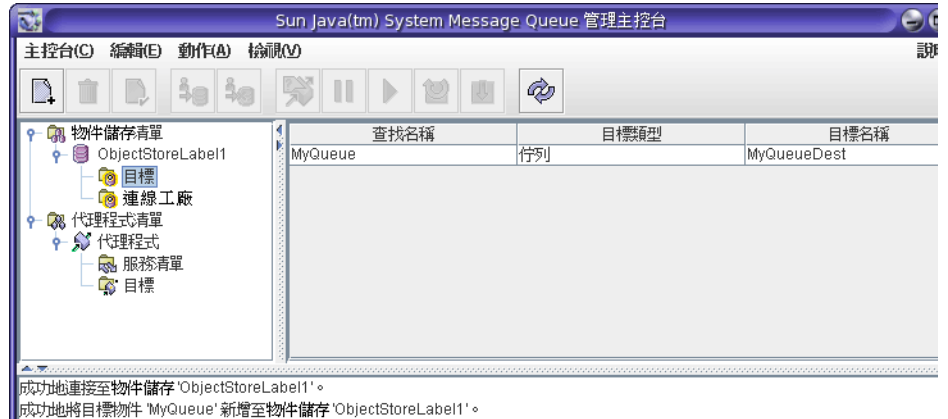 Sun Java(tm) System Message Queue 管理主控台
主控台(C) 編輯(E) 動作(A) 檢視(V)
物件儲存清單
ObjectStoreLabel1
目標
連線工廠
代理程式清單
代理程式
服務清單
目標
查找名稱 目標類型 目標名稱
MyQueue 佇列 MyQueueDest
成功地連接至物件儲存 'ObjectStoreLabel1'。
成功地將目標物件 'MyQueue' 新增至物件儲存 'ObjectStoreLabel1'。